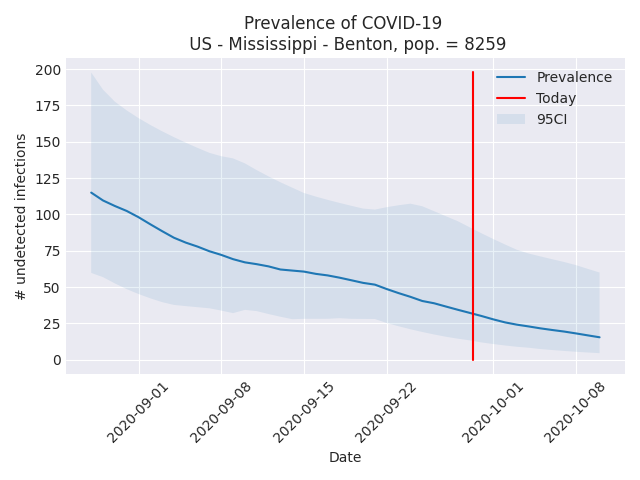 Prevalence of COVID-19
US - Mississippi - Benton, pop. = 8259
200
175
150
125
100
75
50
25
0
# undetected infections
Prevalence
Today
95CI
2020-09-01
2020-09-08
2020-09-15
2020-09-22
2020-10-01
2020-10-08
Date